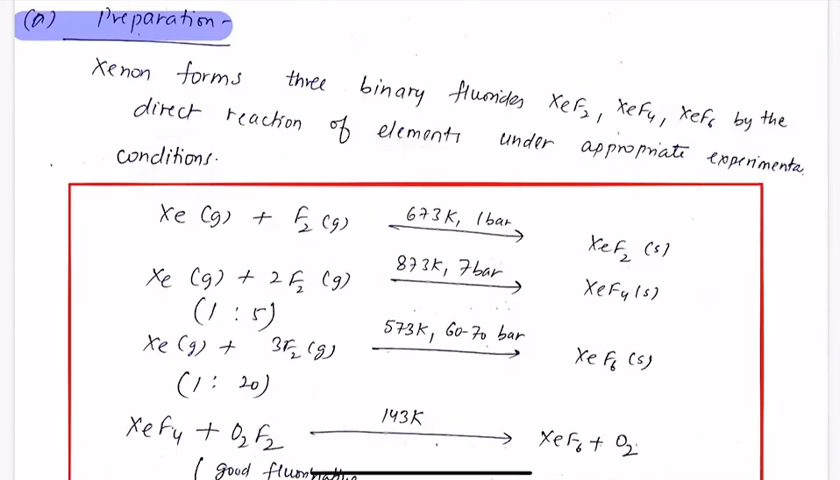 (a) Preparation -
Xenon forms three binary fluorides XeF₂, XeF₄, XeF₆ by the
direct reaction of elements under appropriate experimenta
conditions.
Xe (g) + F₂ (g) 673K, 1bar → XeF₂ (s)
Xe (g) + 2F₂ (g) 873K, 7bar → XeF₄ (s)
(1 : 5)
Xe (g) + 3F₂ (g) 573K, 60-70 bar → XeF₆ (s)
(1 : 20)
XeF₄ + O₂F₂ 143K → XeF₆ + O₂
( good